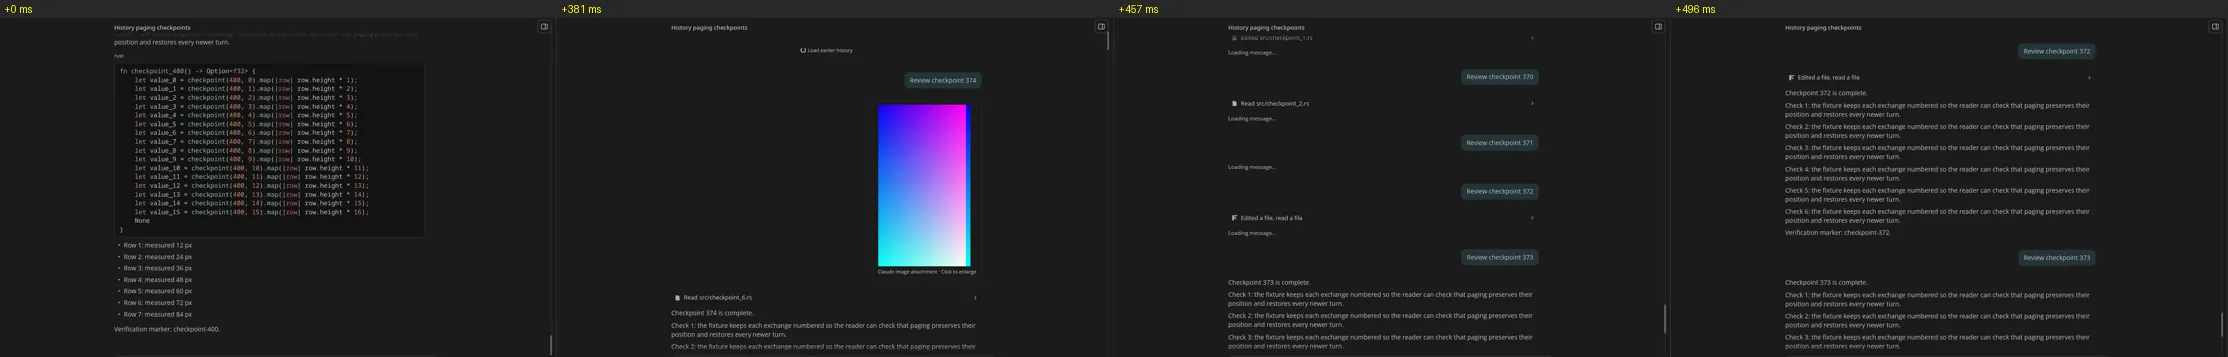 +0 ms
History paging checkpoints
position and restores every newer turn.
rust
fn checkpoint_400() -> Option<f32> {
let value_0 = checkpoint(400, 0).map(|row| row.height * 1);
let value_1 = checkpoint(400, 1).map(|row| row.height * 2);
let value_2 = checkpoint(400, 2).map(|row| row.height * 3);
let value_3 = checkpoint(400, 3).map(|row| row.height * 4);
let value_4 = checkpoint(400, 4).map(|row| row.height * 5);
let value_5 = checkpoint(400, 5).map(|row| row.height * 6);
let value_6 = checkpoint(400, 6).map(|row| row.height * 7);
let value_7 = checkpoint(400, 7).map(|row| row.height * 8);
let value_8 = checkpoint(400, 8).map(|row| row.height * 9);
let value_9 = checkpoint(400, 9).map(|row| row.height * 10);
let value_10 = checkpoint(400, 10).map(|row| row.height * 11);
let value_11 = checkpoint(400, 11).map(|row| row.height * 12);
let value_12 = checkpoint(400, 12).map(|row| row.height * 13);
let value_13 = checkpoint(400, 13).map(|row| row.height * 14);
let value_14 = checkpoint(400, 14).map(|row| row.height * 15);
let value_15 = checkpoint(400, 15).map(|row| row.height * 16);
None
}
• Row 1: measured 12 px
• Row 2: measured 24 px
• Row 3: measured 36 px
• Row 4: measured 48 px
• Row 5: measured 60 px
• Row 6: measured 72 px
• Row 7: measured 84 px
Verification marker: checkpoint-400.
+381 ms
History paging checkpoints
Load earlier history
Review checkpoint 374
Claude image attachment · Click to enlarge
Read src/checkpoint_6.rs
Checkpoint 374 is complete.
Check 1: the fixture keeps each exchange numbered so the reader can check that paging preserves their
position and restores every newer turn.
Check 2: the fixture keeps each exchange numbered so the reader can check that paging preserves their
+457 ms
History paging checkpoints
Edited src/checkpoint_1.rs
Loading message...
Review checkpoint 370
Read src/checkpoint_2.rs
Loading message...
Review checkpoint 371
Loading message...
Review checkpoint 372
Edited a file, read a file
Loading message...
Review checkpoint 373
Checkpoint 373 is complete.
Check 1: the fixture keeps each exchange numbered so the reader can check that paging preserves their
position and restores every newer turn.
Check 2: the fixture keeps each exchange numbered so the reader can check that paging preserves their
position and restores every newer turn.
Check 3: the fixture keeps each exchange numbered so the reader can check that paging preserves their
position and restores every newer turn.
+496 ms
History paging checkpoints
Review checkpoint 372
Edited a file, read a file
Checkpoint 372 is complete.
Check 1: the fixture keeps each exchange numbered so the reader can check that paging preserves their
position and restores every newer turn.
Check 2: the fixture keeps each exchange numbered so the reader can check that paging preserves their
position and restores every newer turn.
Check 3: the fixture keeps each exchange numbered so the reader can check that paging preserves their
position and restores every newer turn.
Check 4: the fixture keeps each exchange numbered so the reader can check that paging preserves their
position and restores every newer turn.
Check 5: the fixture keeps each exchange numbered so the reader can check that paging preserves their
position and restores every newer turn.
Check 6: the fixture keeps each exchange numbered so the reader can check that paging preserves their
position and restores every newer turn.
Verification marker: checkpoint-372.
Review checkpoint 373
Checkpoint 373 is complete.
Check 1: the fixture keeps each exchange numbered so the reader can check that paging preserves their
position and restores every newer turn.
Check 2: the fixture keeps each exchange numbered so the reader can check that paging preserves their
position and restores every newer turn.
Check 3: the fixture keeps each exchange numbered so the reader can check that paging preserves their
position and restores every newer turn.